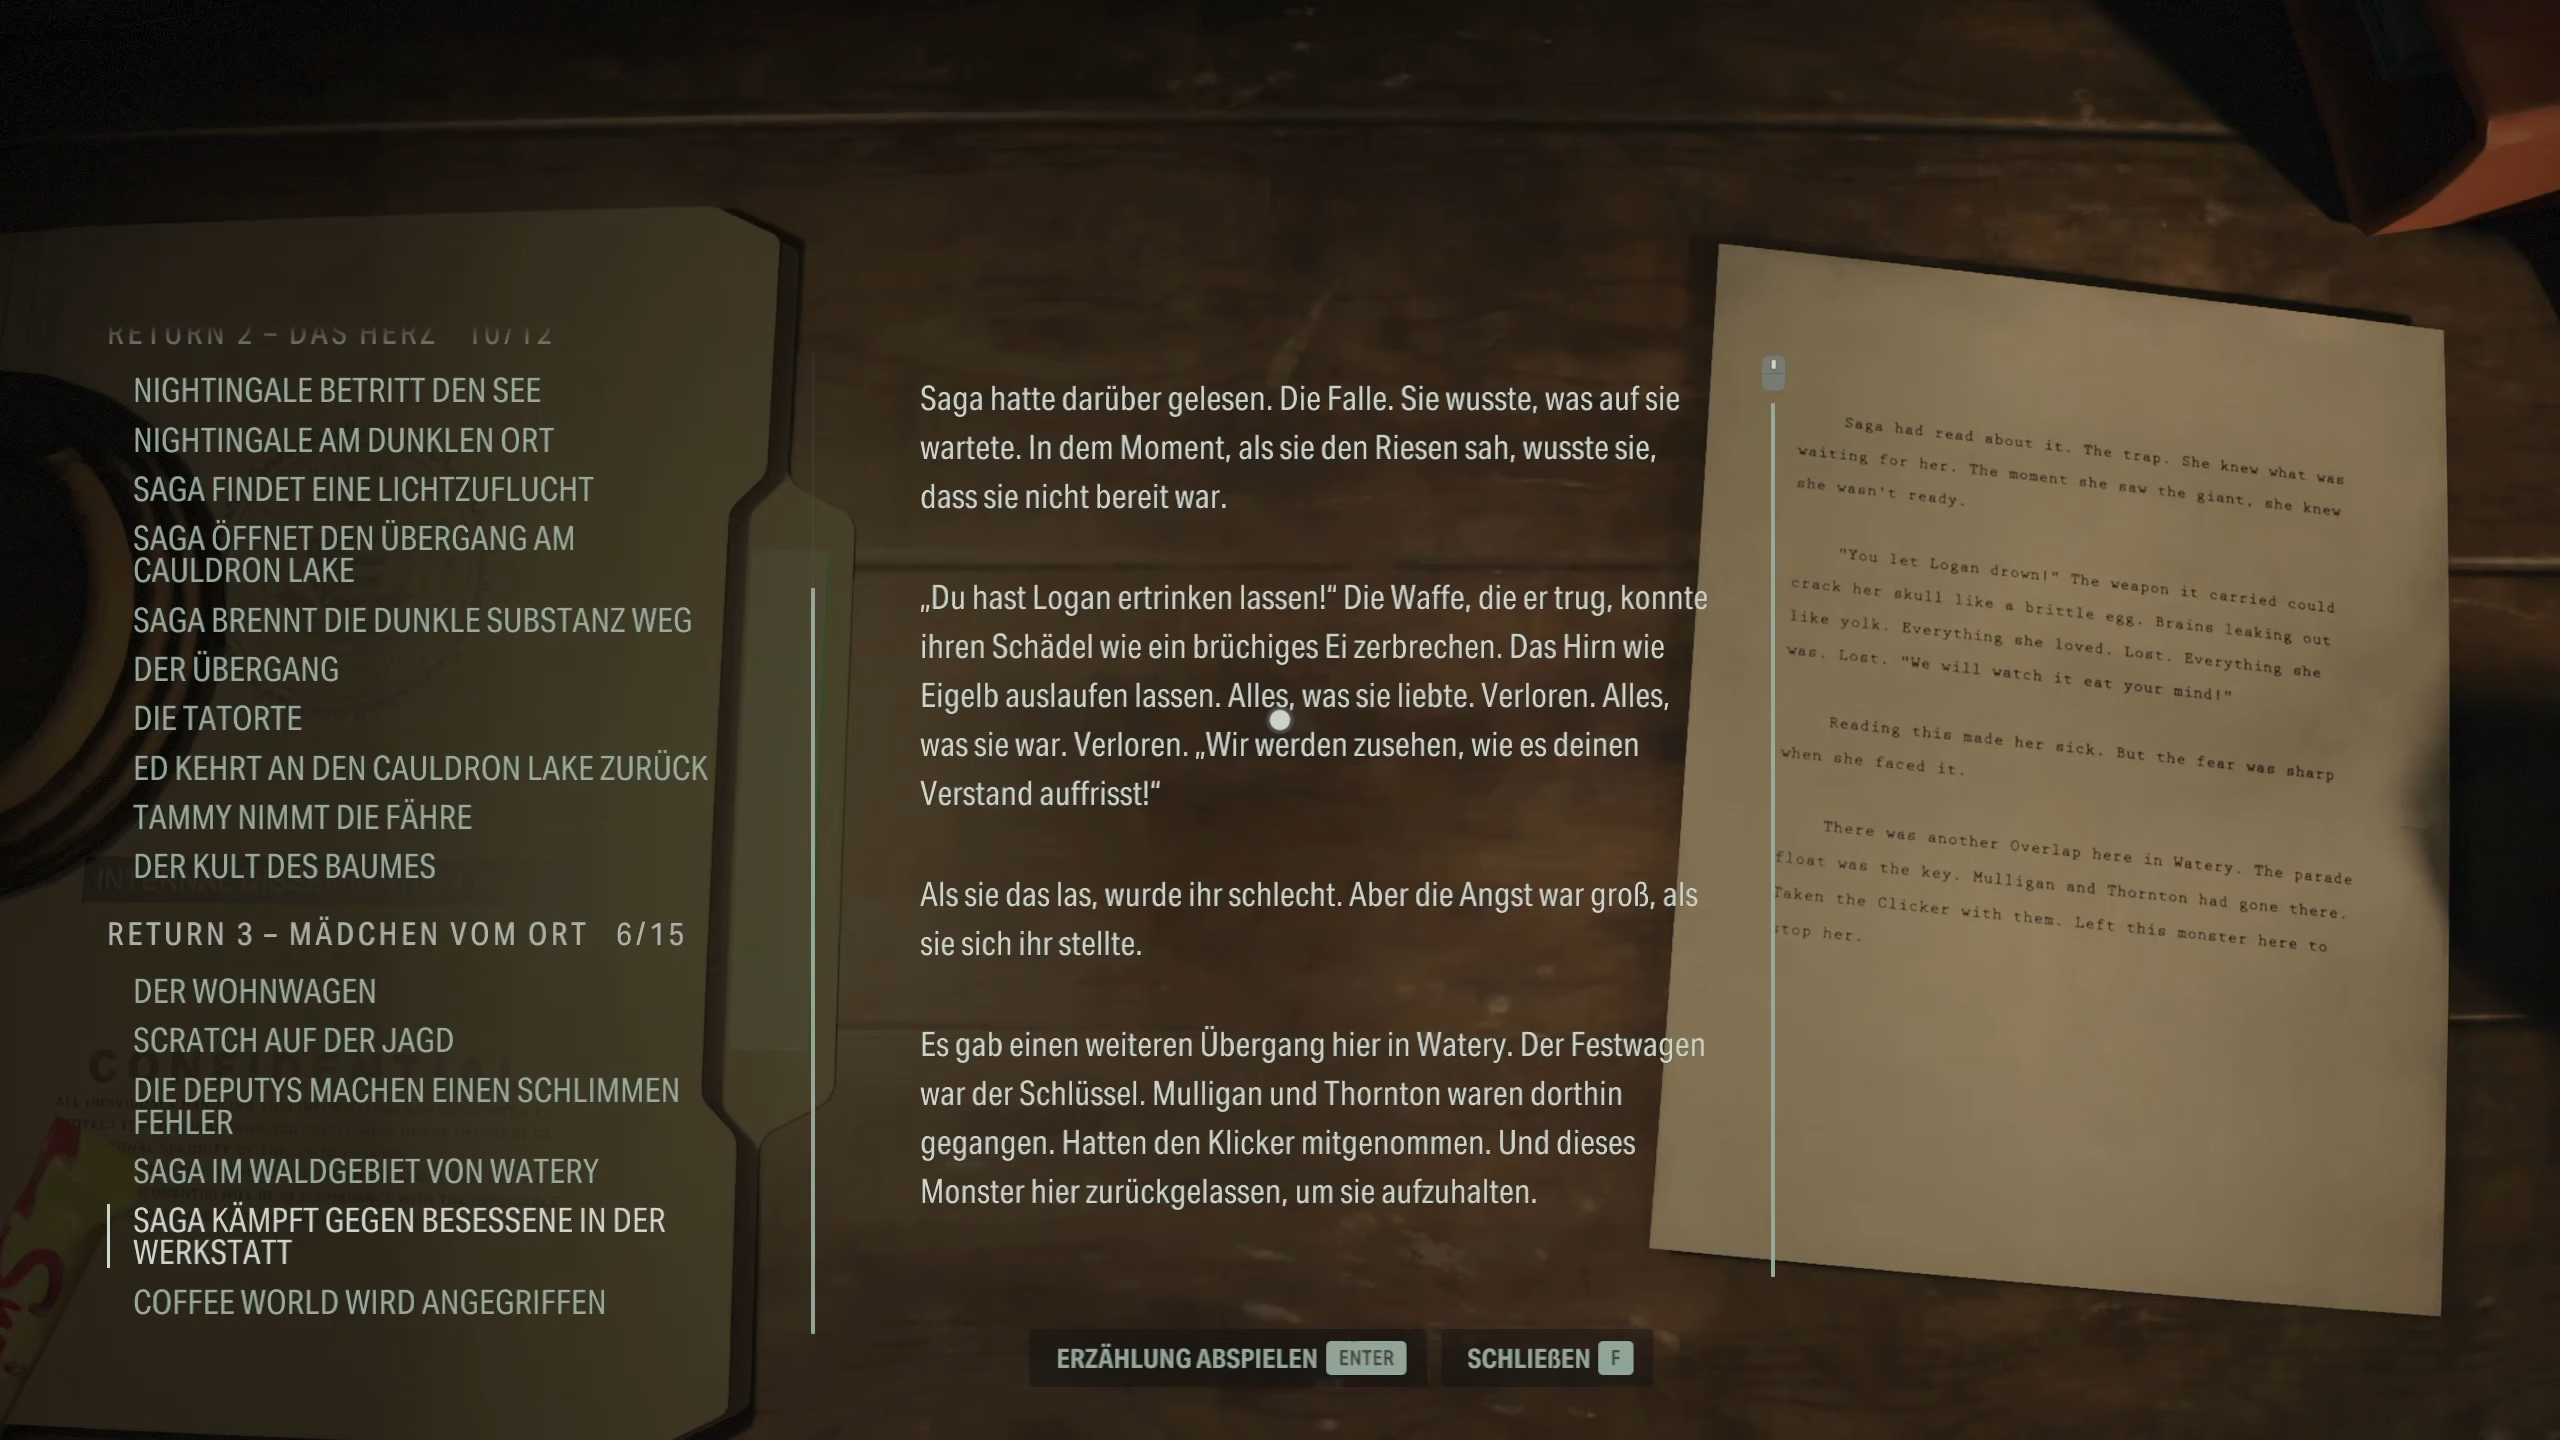 RETURN 2 – DAS HERZ 10/12
NIGHTINGALE BETRITT DEN SEE
NIGHTINGALE AM DUNKLEN ORT
SAGA FINDET EINE LICHTZUFLUCHT
SAGA ÖFFNET DEN ÜBERGANG AM
CAULDRON LAKE
SAGA BRENNT DIE DUNKLE SUBSTANZ WEG
DER ÜBERGANG
DIE TATORTE
ED KEHRT AN DEN CAULDRON LAKE ZURÜCK
TAMMY NIMMT DIE FÄHRE
DER KULT DES BAUMES
RETURN 3 – MÄDCHEN VOM ORT 6/15
DER WOHNWAGEN
SCRATCH AUF DER JAGD
CONFIDENTIAL
DIE DEPUTYS MACHEN EINEN SCHLIMMEN
FEHLER
SAGA IM WALDGEBIET VON WATERY
SAGA KÄMPFT GEGEN BESESSENE IN DER
WERKSTATT
COFFEE WORLD WIRD ANGEGRIFFEN
Saga hatte darüber gelesen. Die Falle. Sie wusste, was auf sie
wartete. In dem Moment, als sie den Riesen sah, wusste sie,
dass sie nicht bereit war.
„Du hast Logan ertrinken lassen!“ Die Waffe, die er trug, konnte
ihren Schädel wie ein brüchiges Ei zerbrechen. Das Hirn wie
Eigelb auslaufen lassen. Alles, was sie liebte. Verloren. Alles,
was sie war. Verloren. „Wir werden zusehen, wie es deinen
Verstand auffrisst!“
Als sie das las, wurde ihr schlecht. Aber die Angst war groß, als
sie sich ihr stellte.
Es gab einen weiteren Übergang hier in Watery. Der Festwagen
war der Schlüssel. Mulligan und Thornton waren dorthin
gegangen. Hatten den Klicker mitgenommen. Und dieses
Monster hier zurückgelassen, um sie aufzuhalten.
Saga had read about it. The trap. She knew what was
waiting for her. The moment she saw the giant, she knew
she wasn't ready.
"You let Logan drown!" The weapon it carried could
crack her skull like a brittle egg. Brains leaking out
like yolk. Everything she loved. Lost. Everything she
was. Lost. "We will watch it eat your mind!"
Reading this made her sick. But the fear was sharp
when she faced it.
There was another Overlap here in Watery. The parade
float was the key. Mulligan and Thornton had gone there.
Taken the Clicker with them. Left this monster here to
stop her.
ERZÄHLUNG ABSPIELEN ENTER SCHLIEßEN F